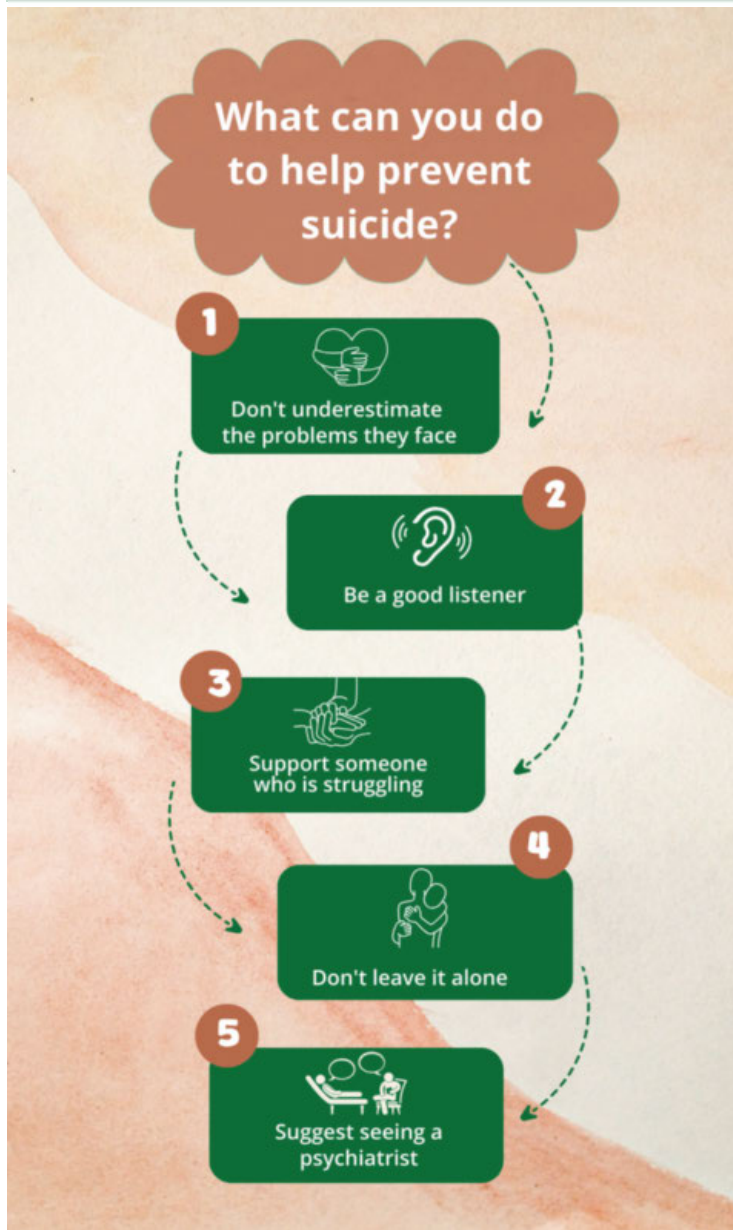 What can you do
to help prevent
suicide?
1
Don't underestimate
the problems they face
2
Be a good listener
3
Support someone
who is struggling
4
Don't leave it alone
5
Suggest seeing a
psychiatrist